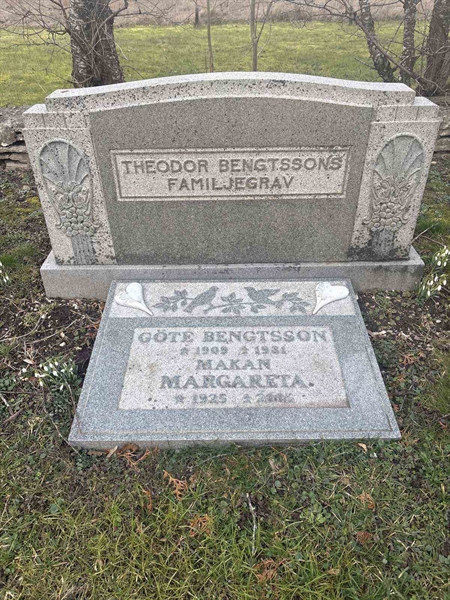 THEODOR BENGTSSONS
FAMILJEGRAV
GÖTE BENGTSSON
☆ 1909 ✝ 1981
MAKAN
MARGARETA.
☆ 1925 ✝